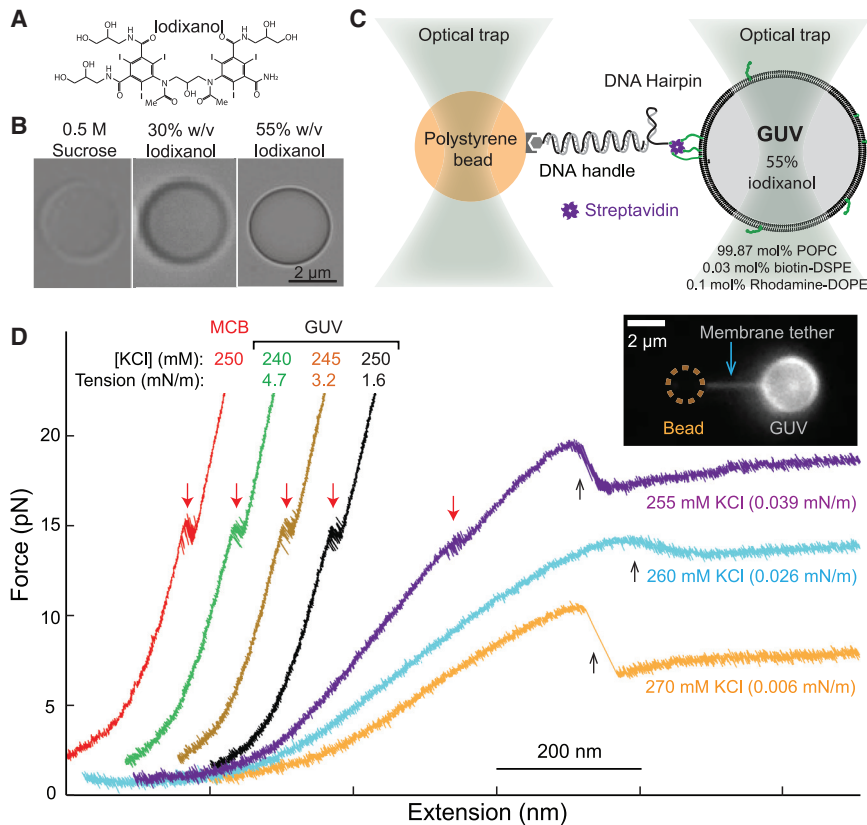 A
Iodixanol
OH
HO
H
N
O
O
H
N
OH
OH
I
I
I
I
OH
HO
H
N
O
I
N
O
Me
OH
N
O
Me
I
NH₂
O
B
0.5 M
Sucrose
30% w/v
Iodixanol
55% w/v
Iodixanol
2 µm
C
Optical trap
Optical trap
DNA Hairpin
Polystyrene
bead
DNA handle
Streptavidin
GUV
55%
iodixanol
99.87 mol% POPC
0.03 mol% biotin-DSPE
0.1 mol% Rhodamine-DOPE
D
MCB
GUV
[KCl] (mM):
250
240
245
250
Tension (mN/m):
4.7
3.2
1.6
2 µm
Membrane tether
Bead
GUV
Force (pN)
20
15
10
5
0
255 mM KCl (0.039 mN/m)
260 mM KCl (0.026 mN/m)
270 mM KCl (0.006 mN/m)
200 nm
Extension (nm)